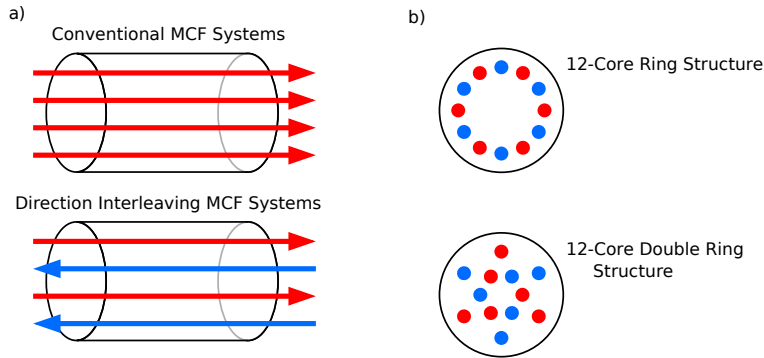 a)
Conventional MCF Systems
Direction Interleaving MCF Systems
b)
12-Core Ring Structure
12-Core Double Ring
Structure